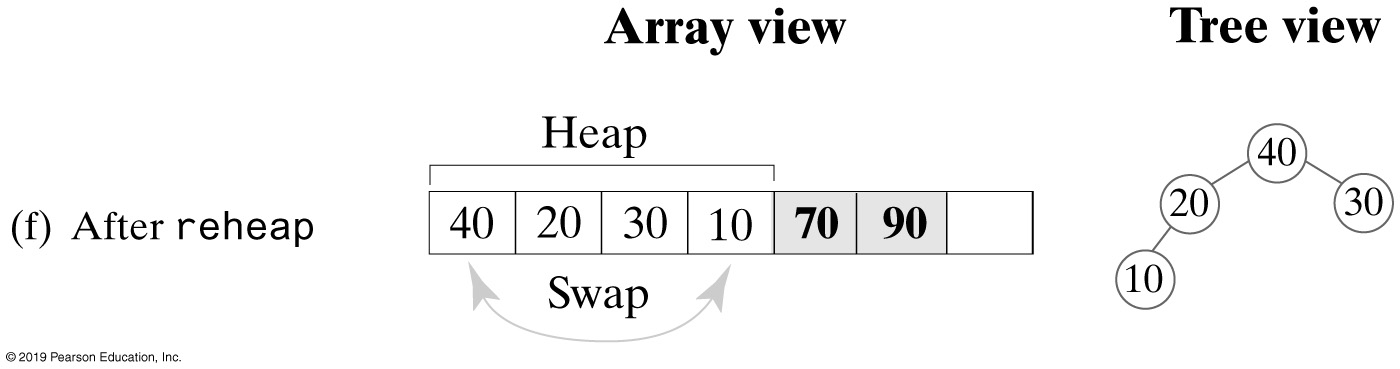 Array view
Tree view
Heap
(f) After reheap
40 20 30 10 70 90
Swap
40
20
30
10
© 2019 Pearson Education, Inc.